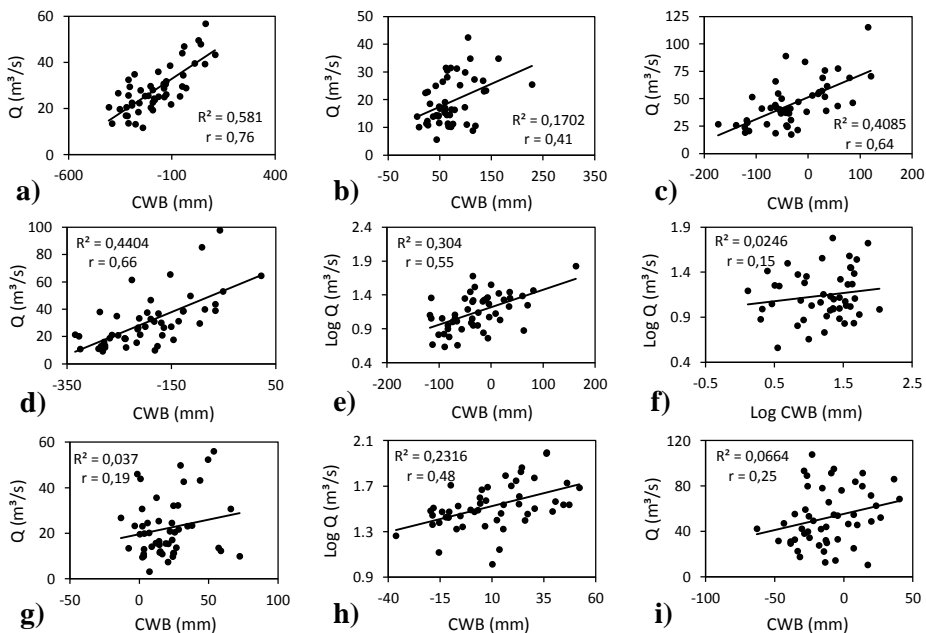 60
40
20
0
Q (m³/s)
R² = 0,581
r = 0,76
-600
-100
400
CWB (mm)
a)
50
40
30
20
10
0
Q (m³/s)
R² = 0,1702
r = 0,41
-50
50
150
250
350
CWB (mm)
b)
125
100
75
50
25
0
Q (m³/s)
R² = 0,4085
r = 0,64
-200
-100
0
100
200
CWB (mm)
c)
100
80
60
40
20
0
Q (m³/s)
R² = 0,4404
r = 0,66
-350
-250
-150
-50
50
CWB (mm)
d)
2.4
1.9
1.4
0.9
0.4
Log Q (m³/s)
R² = 0,304
r = 0,55
-200
-100
0
100
200
CWB (mm)
e)
1.9
1.4
0.9
0.4
Log Q (m³/s)
R² = 0,0246
r = 0,15
-0.5
0.5
1.5
2.5
Log CWB (mm)
f)
60
40
20
0
Q (m³/s)
R² = 0,037
r = 0,19
-50
0
50
100
CWB (mm)
g)
2.1
1.7
1.3
0.9
Log Q (m³/s)
R² = 0,2316
r = 0,48
-40
-15
10
35
60
CWB (mm)
h)
120
80
40
0
Q (m³/s)
R² = 0,0664
r = 0,25
-100
-50
0
50
CWB (mm)
i)